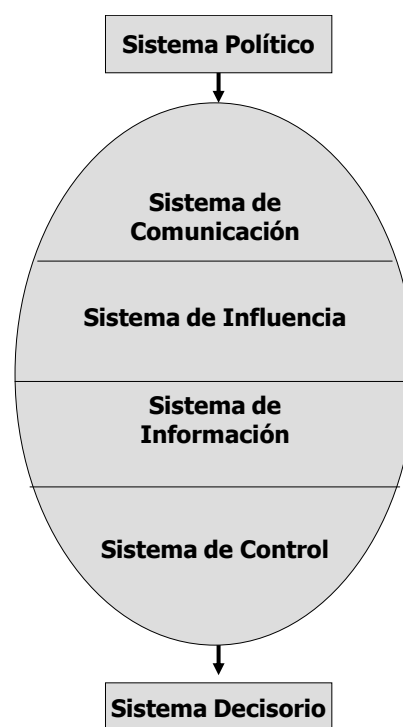 Sistema Político
Sistema de
Comunicación
Sistema de Influencia
Sistema de
Información
Sistema de Control
Sistema Decisorio